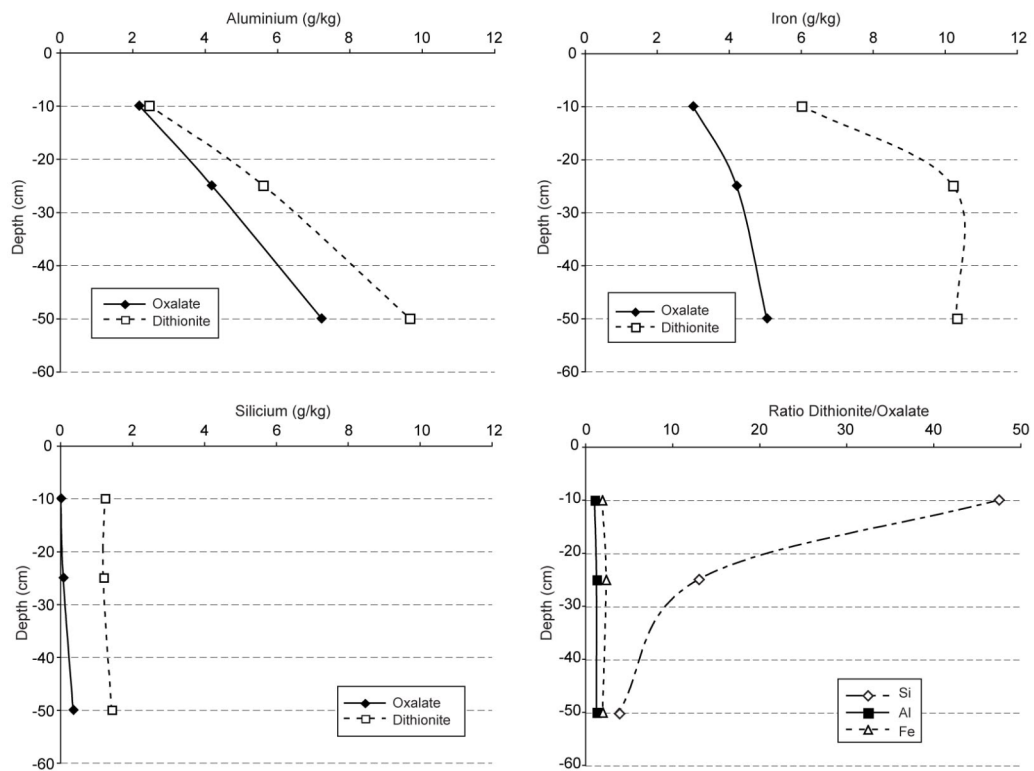 Aluminium (g/kg)
0 2 4 6 8 10 12
0
-10
-20
-30
-40
-50
-60
Depth (cm)
Oxalate
Dithionite
Iron (g/kg)
0 2 4 6 8 10 12
0
-10
-20
-30
-40
-50
-60
Depth (cm)
Oxalate
Dithionite
Silicium (g/kg)
0 2 4 6 8 10 12
0
-10
-20
-30
-40
-50
-60
Depth (cm)
Oxalate
Dithionite
Ratio Dithionite/Oxalate
0 10 20 30 40 50
0
-10
-20
-30
-40
-50
-60
Depth (cm)
Si
Al
Fe